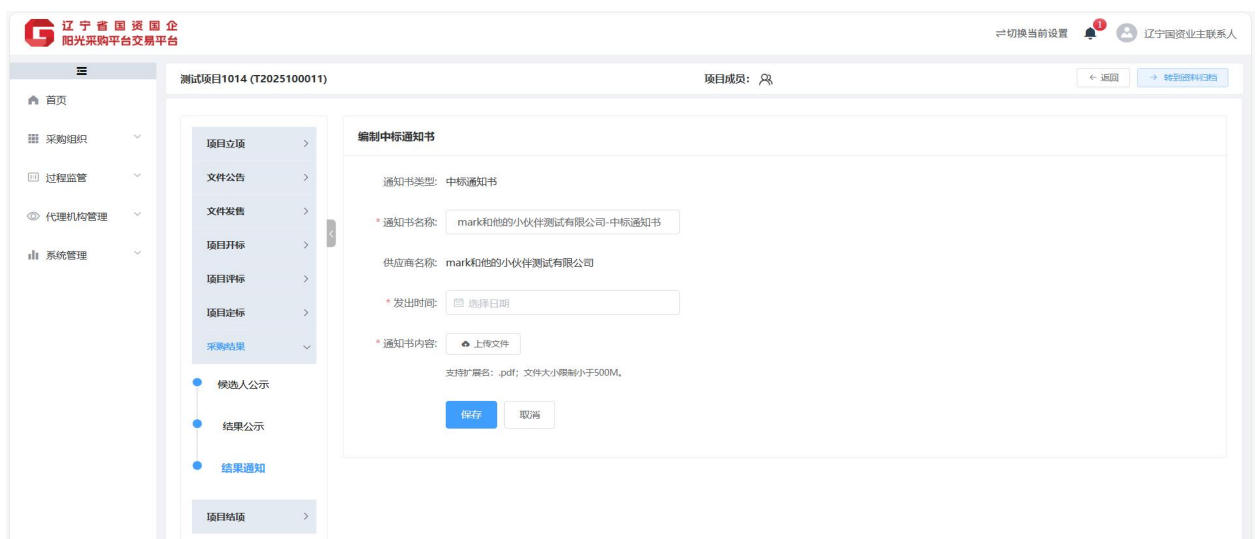 辽宁省国资国企
阳光采购平台交易平台
⇌切换当前设置 1 辽宁国资业主联系人
首页
采购组织
过程监管
代理机构管理
系统管理
测试项目1014 (T2025100011) 项目成员: ← 返回 → 转到资料归档
项目立项
文件公告
文件发售
项目开标
项目评标
项目定标
采购结果
候选人公示
结果公示
结果通知
项目结项
编制中标通知书
通知书类型: 中标通知书
* 通知书名称: mark和他的小伙伴测试有限公司-中标通知书
供应商名称: mark和他的小伙伴测试有限公司
* 发出时间: 选择日期
* 通知书内容: 上传文件
支持扩展名：.pdf；文件大小限制小于500M。
保存 取消